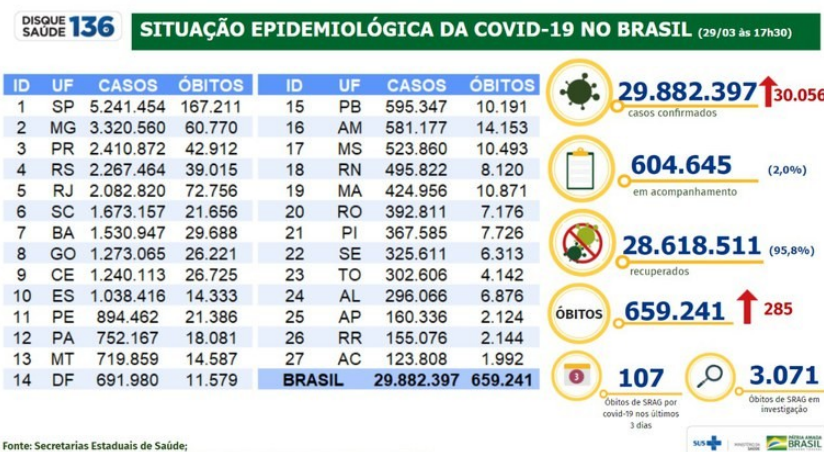 DISQUE
SAÚDE 136
SITUAÇÃO EPIDEMIOLÓGICA DA COVID-19 NO BRASIL (29/03 às 17h30)
ID UF CASOS ÓBITOS ID UF CASOS ÓBITOS
1 SP 5.241.454 167.211 15 PB 595.347 10.191
2 MG 3.320.560 60.770 16 AM 581.177 14.153
3 PR 2.410.872 42.912 17 MS 523.860 10.493
4 RS 2.267.464 39.015 18 RN 495.822 8.120
5 RJ 2.082.820 72.756 19 MA 424.956 10.871
6 SC 1.673.157 21.656 20 RO 392.811 7.176
7 BA 1.530.947 29.688 21 PI 367.585 7.726
8 GO 1.273.065 26.221 22 SE 325.611 6.313
9 CE 1.240.113 26.725 23 TO 302.606 4.142
10 ES 1.038.416 14.333 24 AL 296.066 6.876
11 PE 894.462 21.386 25 AP 160.336 2.124
12 PA 752.167 18.081 26 RR 155.076 2.144
13 MT 719.859 14.587 27 AC 123.808 1.992
14 DF 691.980 11.579 BRASIL 29.882.397 659.241
29.882.397 30.056
casos confirmados
604.645 (2,0%)
em acompanhamento
28.618.511 (95,8%)
recuperados
ÓBITOS 659.241 285
3 107
Óbitos de SRAG por
covid-19 nos últimos
3 dias
3.071
Óbitos de SRAG em
investigação
Fonte: Secretarias Estaduais de Saúde;
SUS MINISTÉRIO DA SAÚDE PÁTRIA AMADA BRASIL